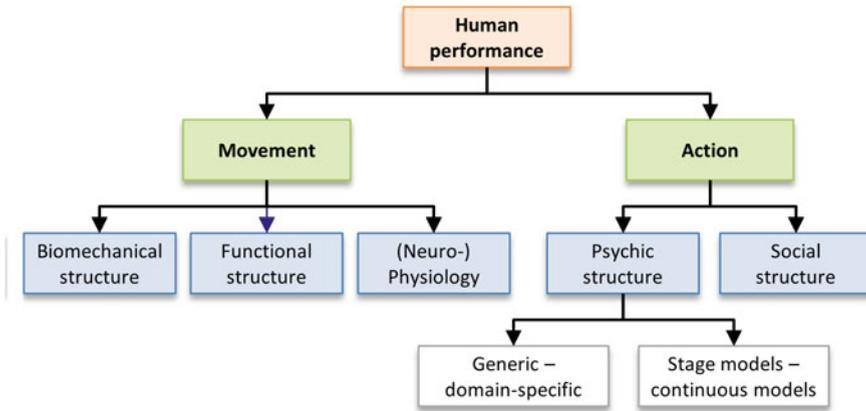 Human
performance
Movement
Action
Biomechanical
structure
Functional
structure
(Neuro-)
Physiology
Psychic
structure
Social
structure
Generic –
domain-specific
Stage models –
continuous models